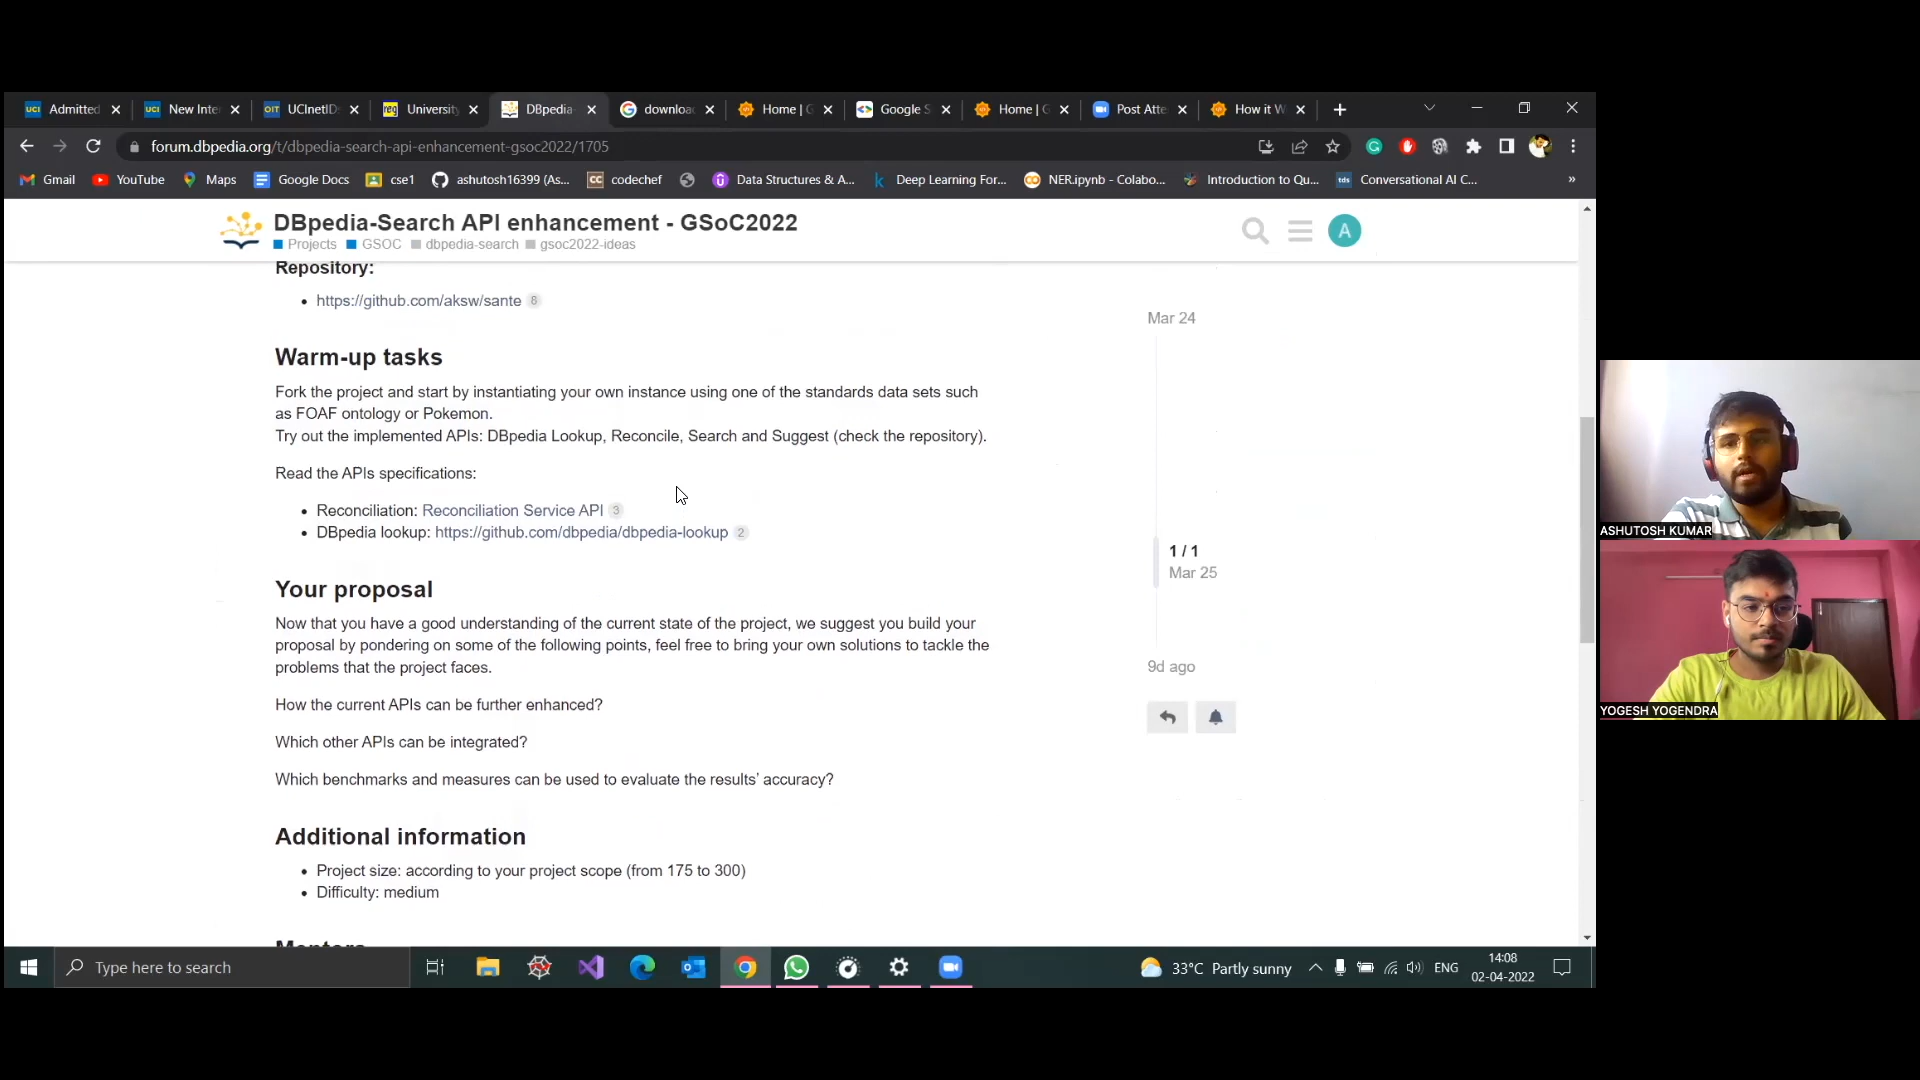 Admitted
New Inte
UCInetID
University
DBpedia-
downloa
Home | G
Google S
Home | G
Post Atte
How it W
forum.dbpedia.org/t/dbpedia-search-api-enhancement-gsoc2022/1705
Gmail
YouTube
Maps
Google Docs
cse1
ashutosh16399 (As...
codechef
Data Structures & A...
Deep Learning For...
NER.ipynb - Colabo...
Introduction to Qu...
Conversational AI C...
»
DBpedia-Search API enhancement - GSoC2022
Projects GSOC dbpedia-search gsoc2022-ideas
A
Repository:
https://github.com/aksw/sante 8
Warm-up tasks
Fork the project and start by instantiating your own instance using one of the standards data sets such
as FOAF ontology or Pokemon.
Try out the implemented APIs: DBpedia Lookup, Reconcile, Search and Suggest (check the repository).
Read the APIs specifications:
Reconciliation: Reconciliation Service API 3
DBpedia lookup: https://github.com/dbpedia/dbpedia-lookup 2
Your proposal
Now that you have a good understanding of the current state of the project, we suggest you build your
proposal by pondering on some of the following points, feel free to bring your own solutions to tackle the
problems that the project faces.
How the current APIs can be further enhanced?
Which other APIs can be integrated?
Which benchmarks and measures can be used to evaluate the results’ accuracy?
Additional information
Project size: according to your project scope (from 175 to 300)
Difficulty: medium
Mentors
Mar 24
1 / 1
Mar 25
9d ago
ASHUTOSH KUMAR
YOGESH YOGENDRA
Type here to search
33°C Partly sunny
ENG
14:08
02-04-2022